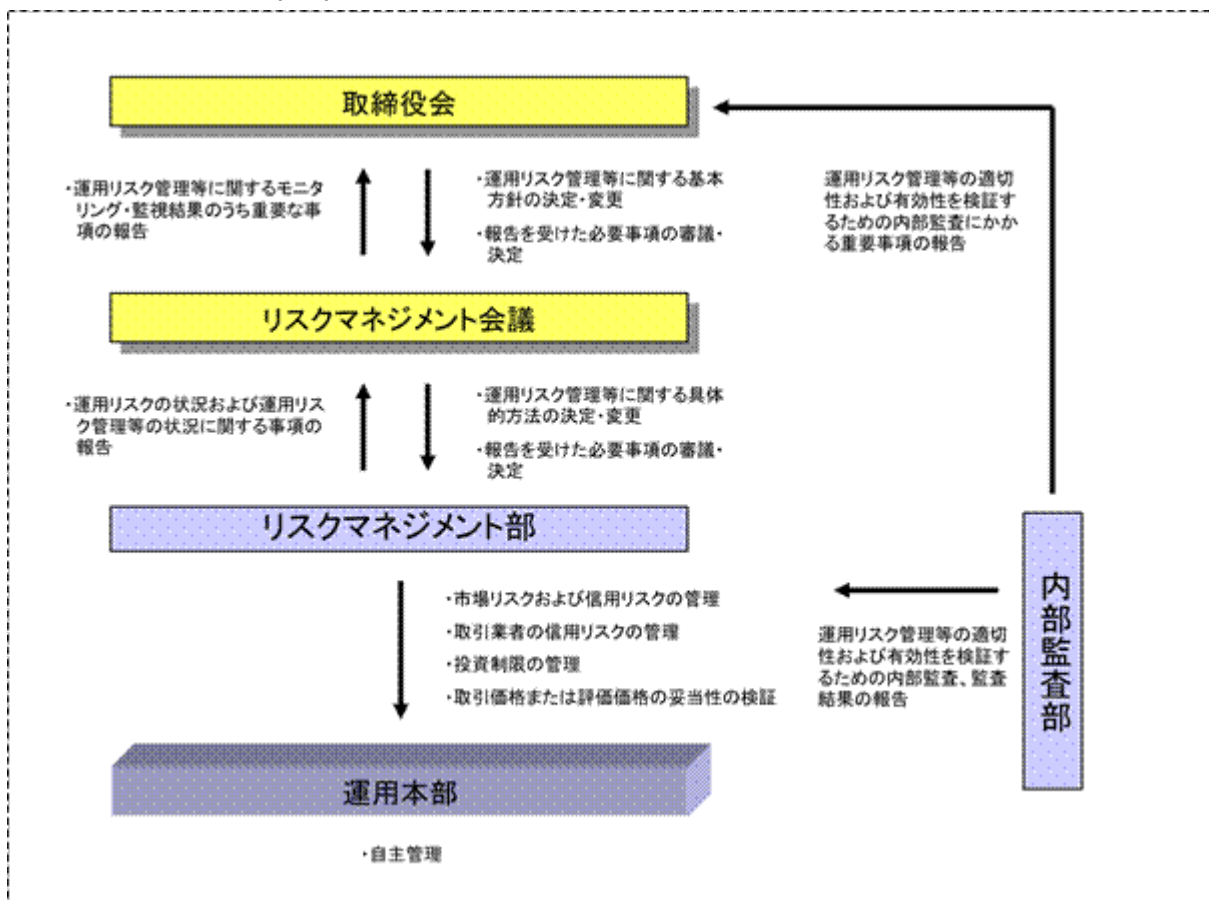 取締役会
・運用リスク管理等に関するモニ
タリング・監視結果のうち重要な事
項の報告
・運用リスク管理等に関する基本
方針の決定・変更
・報告を受けた必要事項の審議・
決定
運用リスク管理等の適切
性および有効性を検証す
るための内部監査にかか
る重要事項の報告
リスクマネジメント会議
・運用リスクの状況および運用リス
ク管理等の状況に関する事項の
報告
・運用リスク管理等に関する具体
的方法の決定・変更
・報告を受けた必要事項の審議・
決定
リスクマネジメント部
・市場リスクおよび信用リスクの管理
・取引業者の信用リスクの管理
・投資制限の管理
・取引価格または評価価格の妥当性の検証
運用リスク管理等の適切
性および有効性を検証す
るための内部監査、監査
結果の報告
内部監査部
運用本部
・自主管理